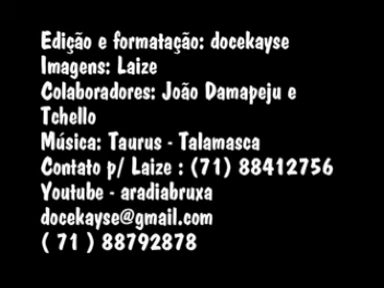 Edição e formatação: docekayse
Imagens: Laize
Colaboradores: João Damapeju e
Tchello
Música: Taurus - Talamasca
Contato p/ Laize : (71) 88412756
Youtube - aradiabruxa
docekayse@gmail.com
( 71 ) 88792878